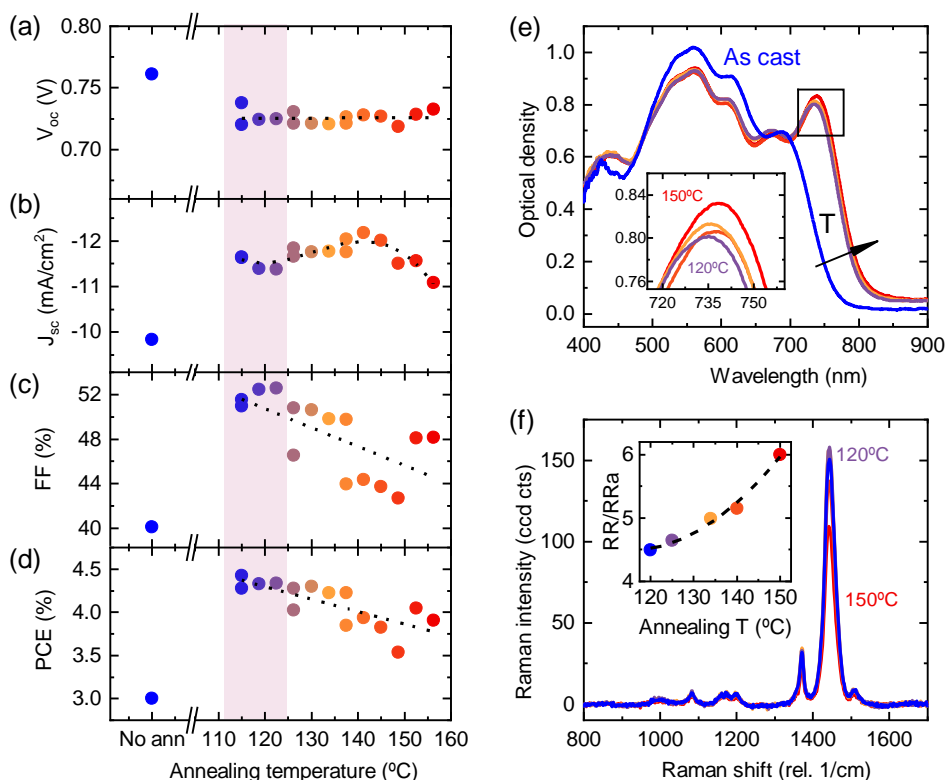 (a)
0.80
0.75
0.70
V_oc (V)
(b)
-12
-11
-10
J_sc (mA/cm²)
(c)
52
48
44
40
FF (%)
(d)
4.5
4.0
3.5
3.0
PCE (%)
No ann 110 120 130 140 150 160
Annealing temperature (ºC)
(e)
As cast
1.0
0.8
0.6
0.4
0.2
0.0
Optical density
T
0.84
0.80
0.76
150ºC
120ºC
720 735 750
400 500 600 700 800 900
Wavelength (nm)
(f)
150
100
50
0
Raman intensity (ccd cts)
120ºC
150ºC
6
5
4
RR/RRa
120 130 140 150
Annealing T (ºC)
800 1000 1200 1400 1600
Raman shift (rel. 1/cm)